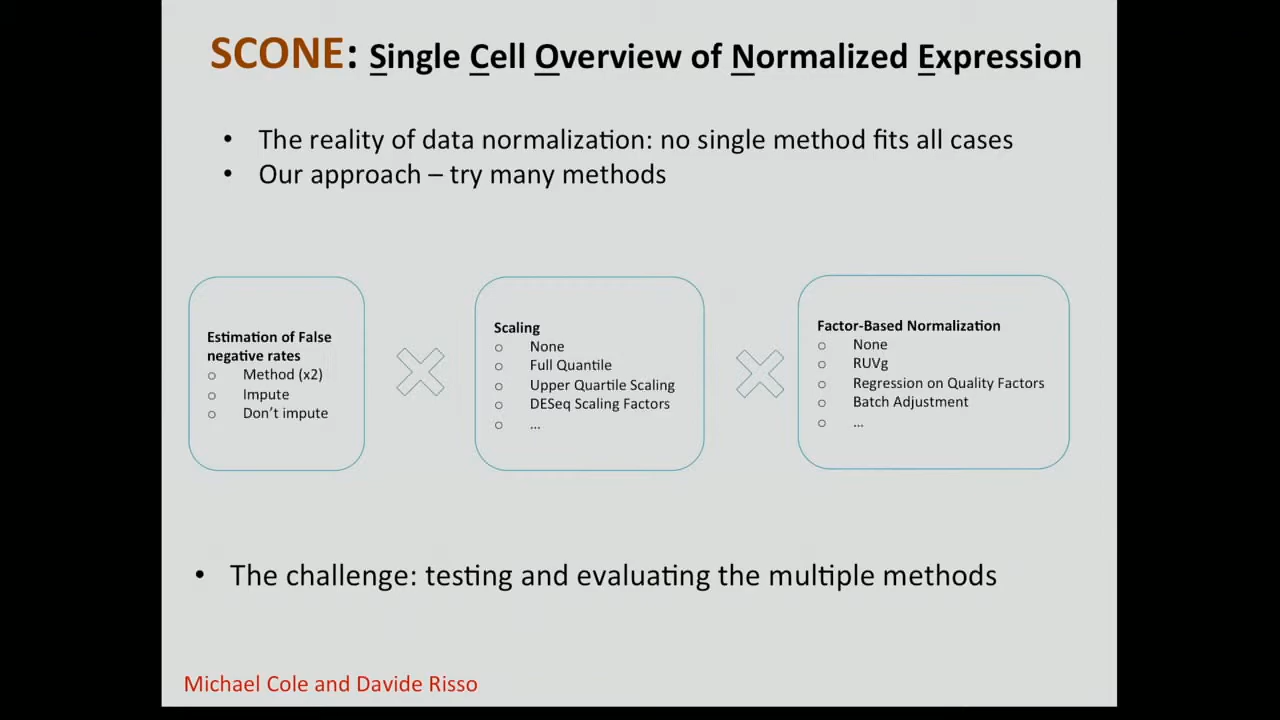 SCONE: Single Cell Overview of Normalized Expression
• The reality of data normalization: no single method fits all cases
• Our approach – try many methods
Estimation of False
negative rates
o Method (x2)
o Impute
o Don't impute
Scaling
o None
o Full Quantile
o Upper Quartile Scaling
o DESeq Scaling Factors
o ...
Factor-Based Normalization
o None
o RUVg
o Regression on Quality Factors
o Batch Adjustment
o ...
• The challenge: testing and evaluating the multiple methods
Michael Cole and Davide Risso